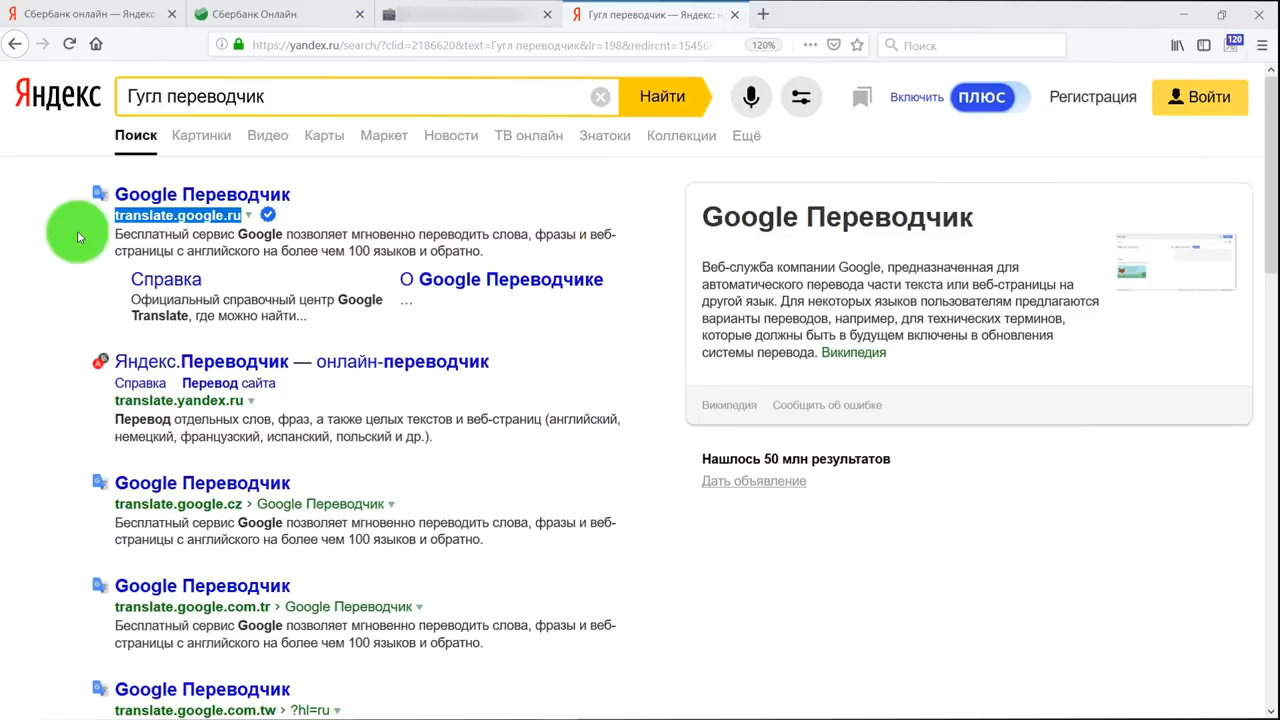 Сбербанк онлайн — Яндекс
Сбербанк Онлайн
Гугл переводчик — Яндекс: н
https://yandex.ru/search/?clid=2186620&text=Гугл переводчик&lr=198&redircnt=15456
120%
Поиск
120
Яндекс
Гугл переводчик
Найти
Включить
ПЛЮС
Регистрация
Войти
Поиск Картинки Видео Карты Маркет Новости ТВ онлайн Знатоки Коллекции Ещё
Google Переводчик
translate.google.ru
Бесплатный сервис Google позволяет мгновенно переводить слова, фразы и веб-
страницы с английского на более чем 100 языков и обратно.
Справка
Официальный справочный центр Google
Translate, где можно найти...
О Google Переводчике
...
Яндекс.Переводчик — онлайн-переводчик
Справка Перевод сайта
translate.yandex.ru
Перевод отдельных слов, фраз, а также целых текстов и веб-страниц (английский,
немецкий, французский, испанский, польский и др.).
Google Переводчик
translate.google.cz › Google Переводчик
Бесплатный сервис Google позволяет мгновенно переводить слова, фразы и веб-
страницы с английского на более чем 100 языков и обратно.
Google Переводчик
translate.google.com.tr › Google Переводчик
Бесплатный сервис Google позволяет мгновенно переводить слова, фразы и веб-
страницы с английского на более чем 100 языков и обратно.
Google Переводчик
translate.google.com.tw › ?hl=ru
Google Переводчик
Веб-служба компании Google, предназначенная для
автоматического перевода части текста или веб-страницы на
другой язык. Для некоторых языков пользователям предлагаются
варианты переводов, например, для технических терминов,
которые должны быть в будущем включены в обновления
системы перевода. Википедия
Википедия Сообщить об ошибке
Нашлось 50 млн результатов
Дать объявление